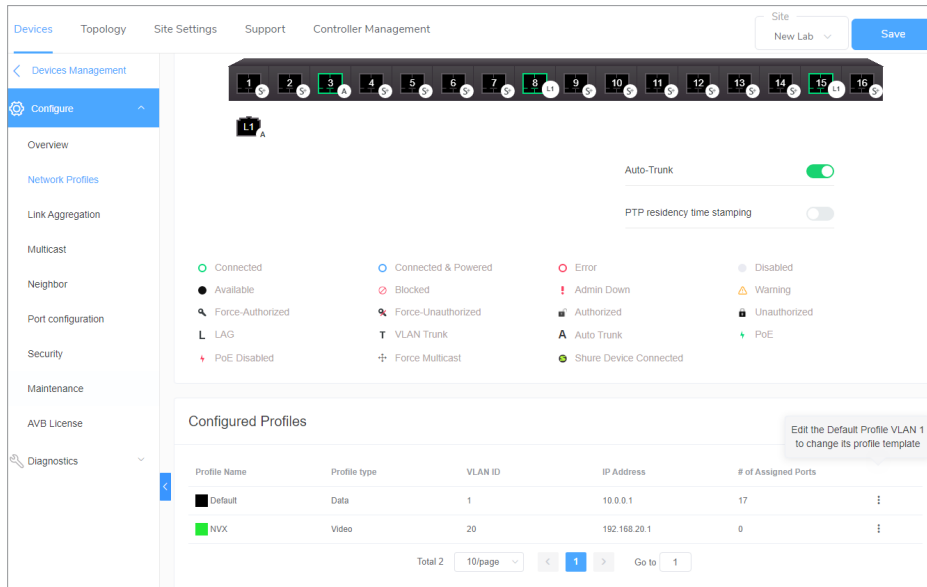 Devices Topology Site Settings Support Controller Management Site New Lab Save
Devices Management
Configure
Overview
Network Profiles
Link Aggregation
Multicast
Neighbor
Port configuration
Security
Maintenance
AVB License
Diagnostics
1 2 3 4 5 6 7 8 9 10 11 12 13 14 15 16
S+ S+ A S+ S+ S+ S+ L1 S+ S+ S+ S+ S+ S+ L1 S+
L1 A
Auto-Trunk
PTP residency time stamping
Connected Connected & Powered Error Disabled
Available Blocked Admin Down Warning
Force-Authorized Force-Unauthorized Authorized Unauthorized
L LAG T VLAN Trunk A Auto Trunk PoE
PoE Disabled Force Multicast Shure Device Connected
Configured Profiles
Edit the Default Profile VLAN 1
to change its profile template
Profile Name Profile type VLAN ID IP Address # of Assigned Ports
Default Data 1 10.0.0.1 17
NVX Video 20 192.168.20.1 0
Total 2 10/page 1 Go to 1